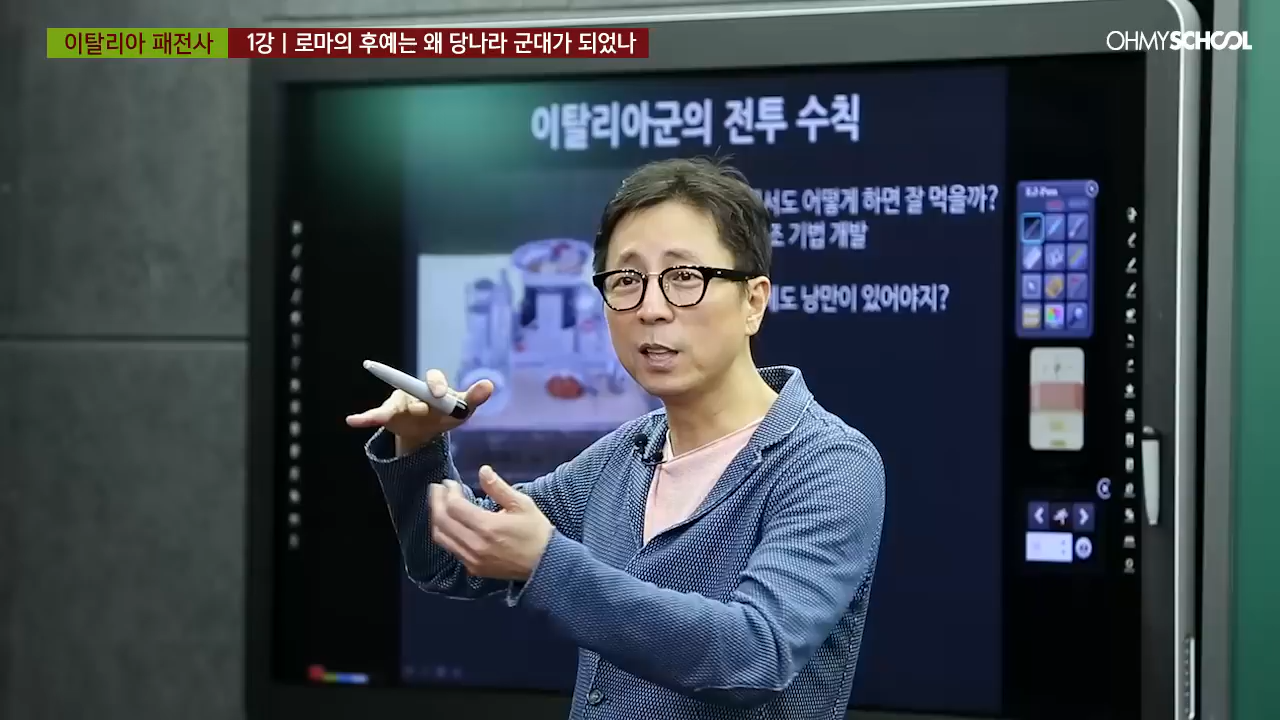 이탈리아 패전사
1강 | 로마의 후예는 왜 당나라 군대가 되었나
OHMYSCHOOL
이탈리아군의 전투 수칙
서도 어떻게 하면 잘 먹을까?
기법 개발
낭만이 있어야지?
EJ-Pen